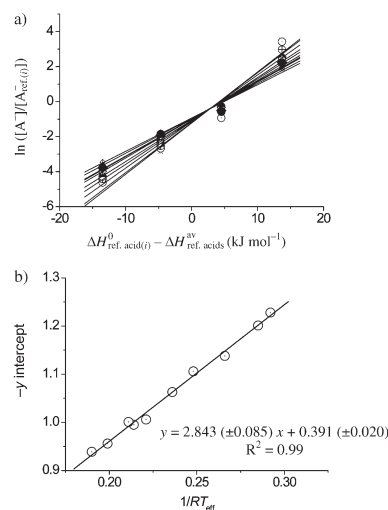 a)
ln ([A⁻]/[A⁻ref.(i)])
4
2
0
-2
-4
-6
-20 -10 0 10 20
ΔH⁰ref. acid(i) − ΔHᵃᵛref. acids (kJ mol⁻¹)
b)
−y intercept
1.3
1.2
1.1
1.0
0.9
y = 2.843 (±0.085) x + 0.391 (±0.020)
R² = 0.99
0.20 0.25 0.30
1/RTeff